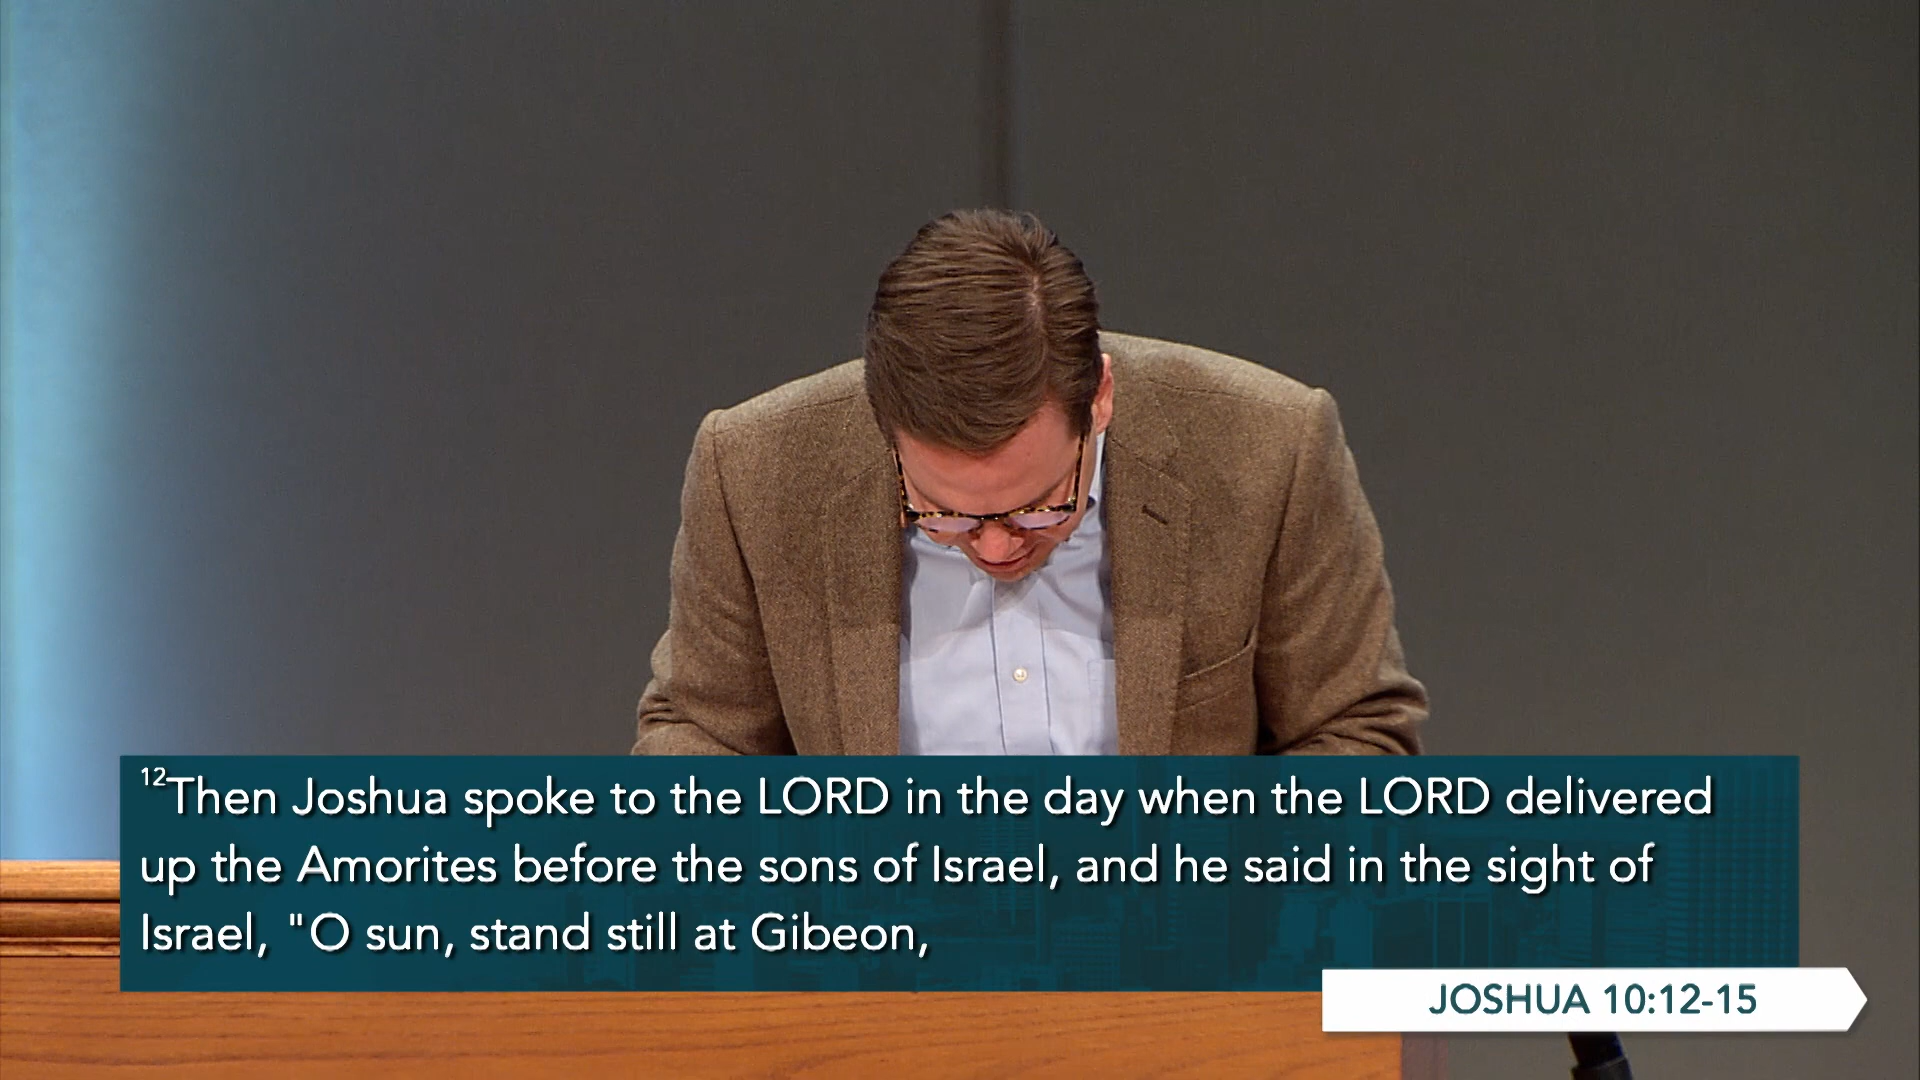 12Then Joshua spoke to the LORD in the day when the LORD delivered
up the Amorites before the sons of Israel, and he said in the sight of
Israel, "O sun, stand still at Gibeon,
JOSHUA 10:12-15